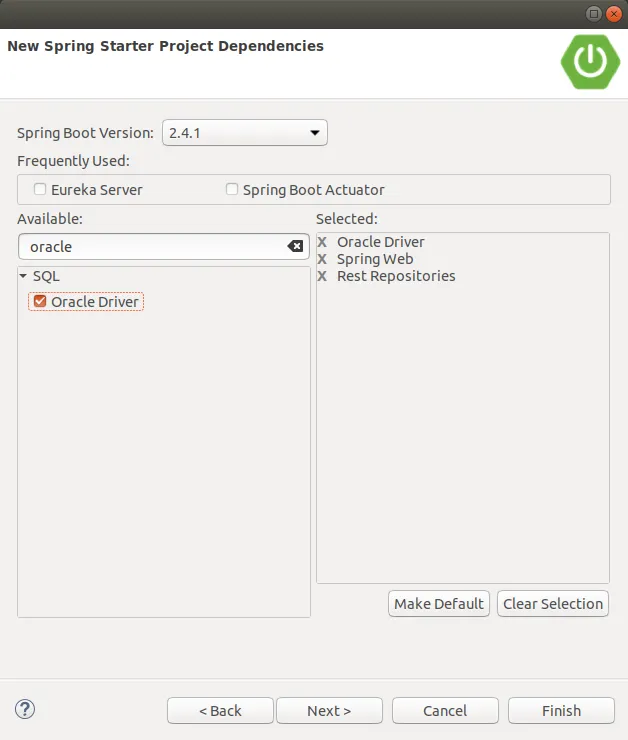 New Spring Starter Project Dependencies
Spring Boot Version: 2.4.1
Frequently Used:
Eureka Server Spring Boot Actuator
Available: Selected:
oracle
SQL
Oracle Driver
X Oracle Driver
X Spring Web
X Rest Repositories
Make Default Clear Selection
? < Back Next > Cancel Finish